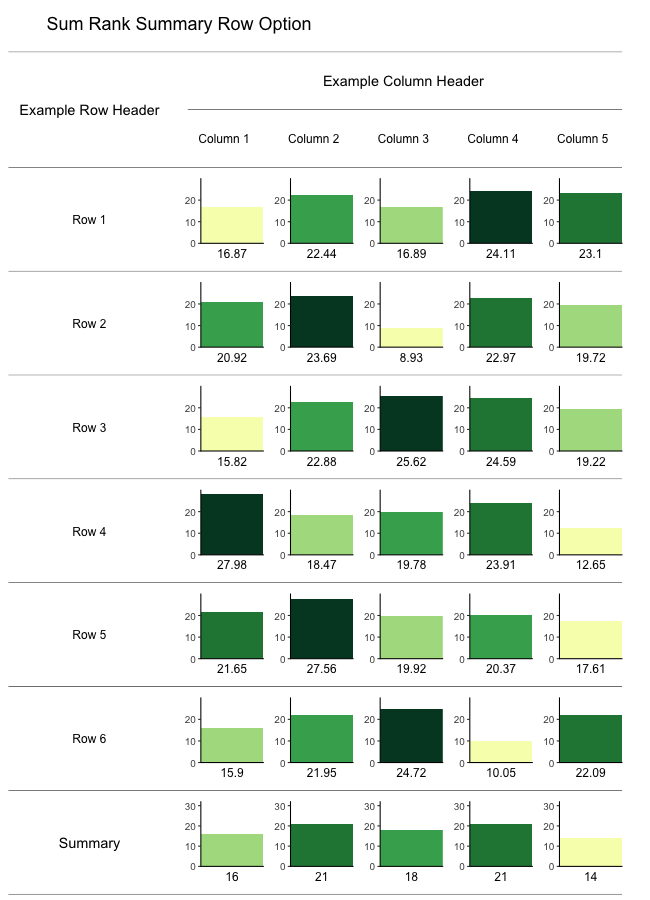 Sum Rank Summary Row Option
Example Column Header
Example Row Header
Column 1 Column 2 Column 3 Column 4 Column 5
Row 1
20 20 20 20 20
10 10 10 10 10
0 0 0 0 0
16.87 22.44 16.89 24.11 23.1
Row 2
20 20 20 20 20
10 10 10 10 10
0 0 0 0 0
20.92 23.69 8.93 22.97 19.72
Row 3
20 20 20 20 20
10 10 10 10 10
0 0 0 0 0
15.82 22.88 25.62 24.59 19.22
Row 4
20 20 20 20 20
10 10 10 10 10
0 0 0 0 0
27.98 18.47 19.78 23.91 12.65
Row 5
20 20 20 20 20
10 10 10 10 10
0 0 0 0 0
21.65 27.56 19.92 20.37 17.61
Row 6
20 20 20 20 20
10 10 10 10 10
0 0 0 0 0
15.9 21.95 24.72 10.05 22.09
Summary
30 30 30 30 30
20 20 20 20 20
10 10 10 10 10
0 0 0 0 0
16 21 18 21 14